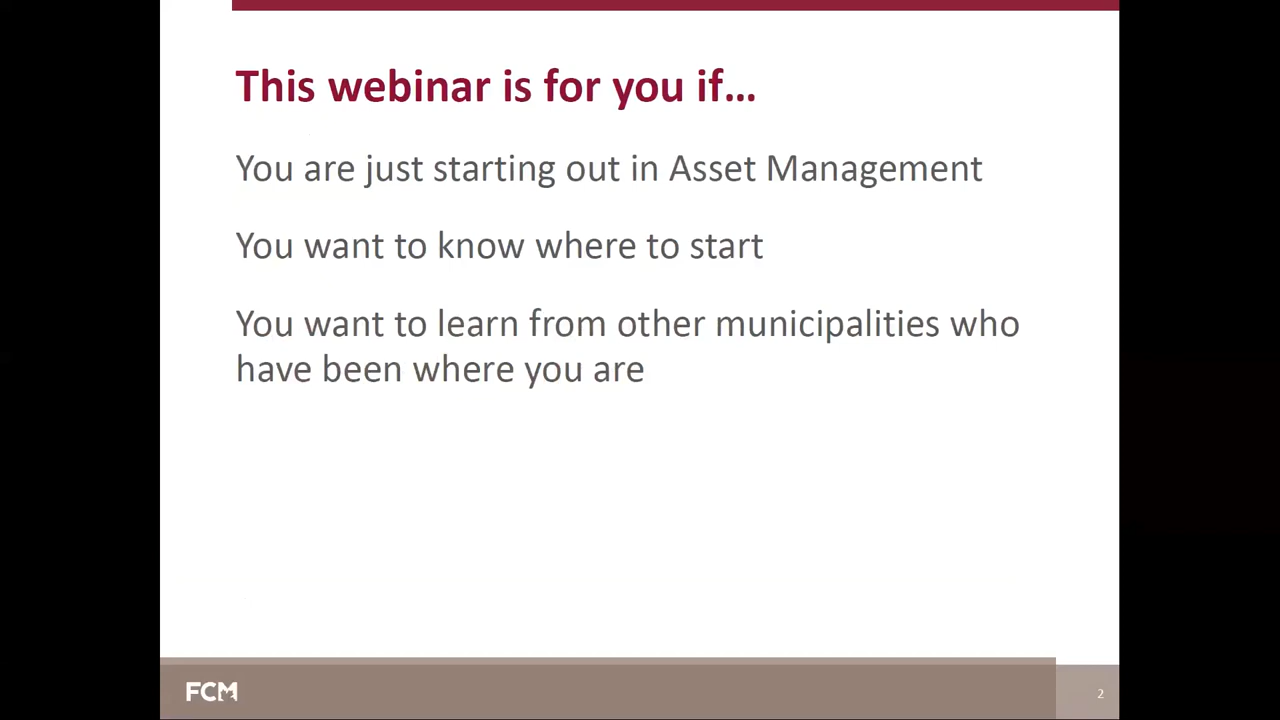 This webinar is for you if…
You are just starting out in Asset Management
You want to know where to start
You want to learn from other municipalities who
have been where you are
FCM
2